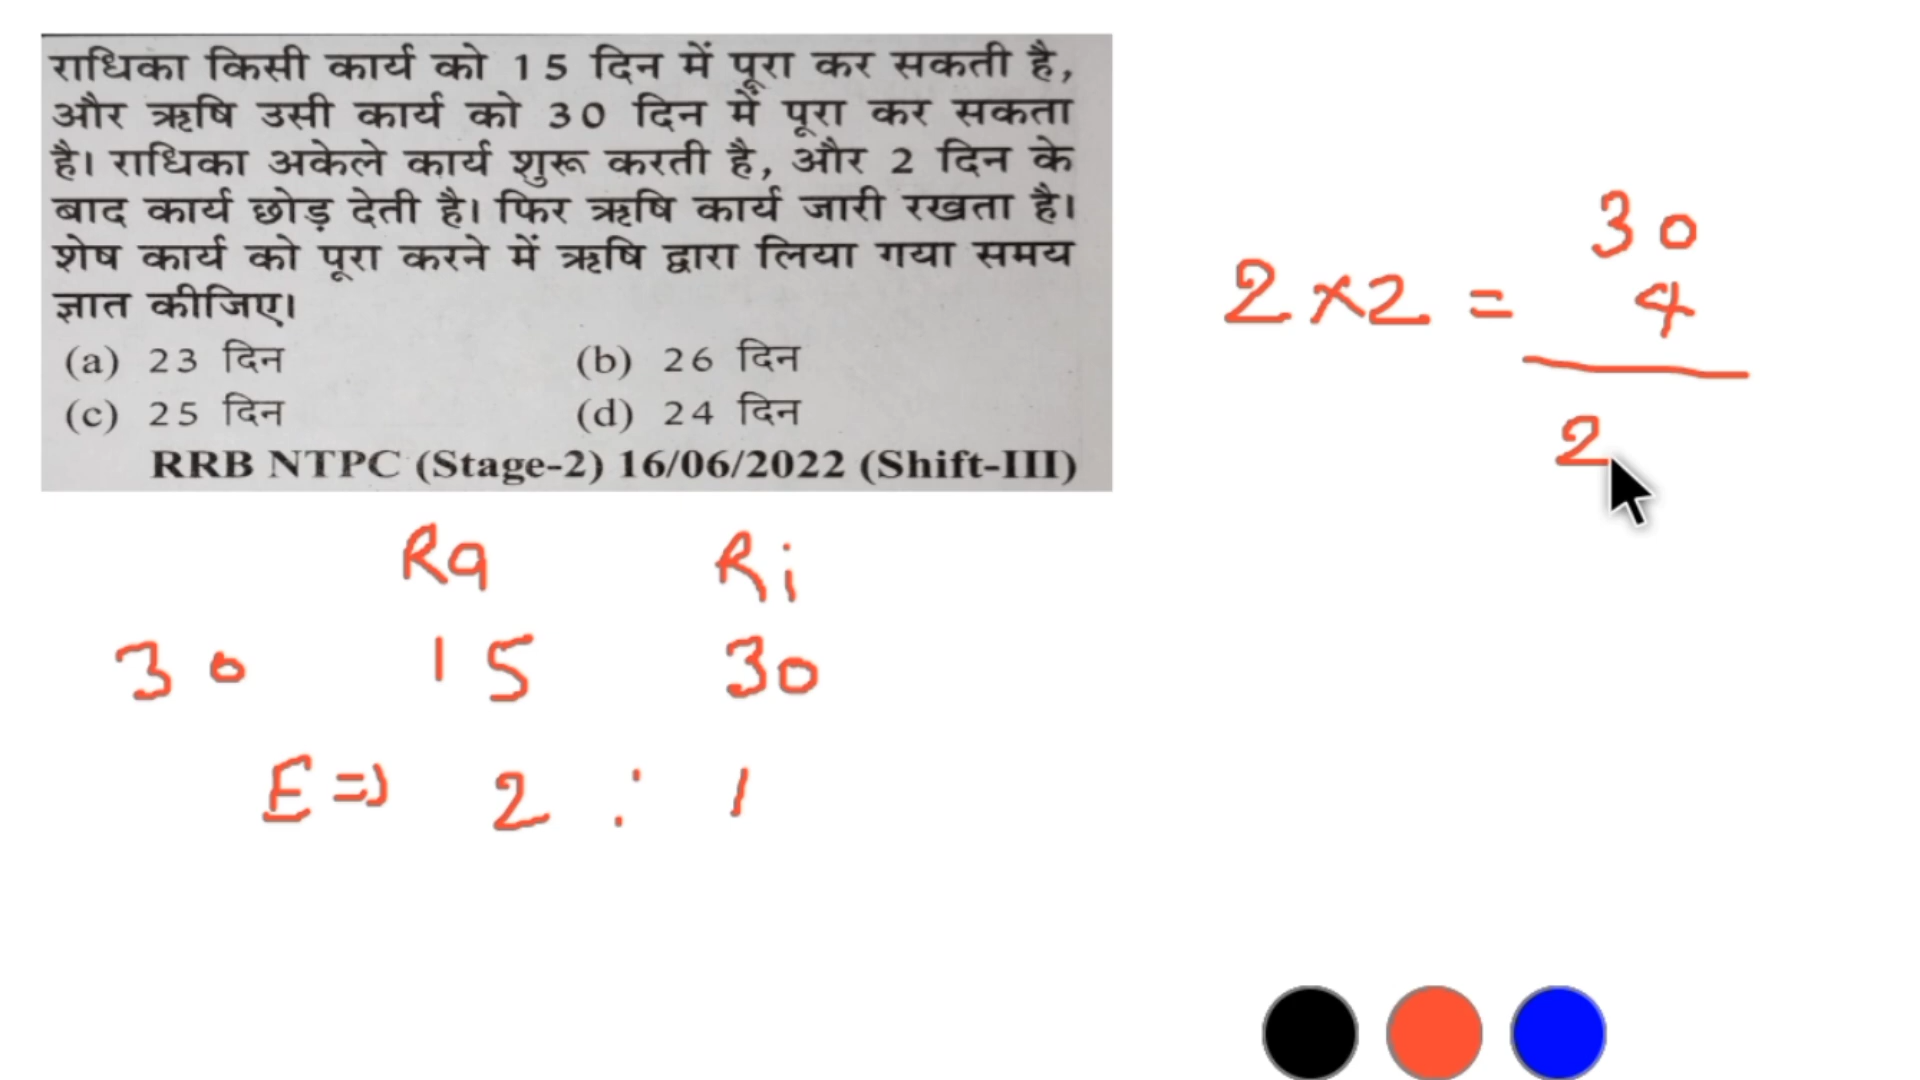 राधिका किसी कार्य को 15 दिन में पूरा कर सकती है,
और ऋषि उसी कार्य को 30 दिन में पूरा कर सकता
है। राधिका अकेले कार्य शुरू करती है, और 2 दिन के
बाद कार्य छोड़ देती है। फिर ऋषि कार्य जारी रखता है।
शेष कार्य को पूरा करने में ऋषि द्वारा लिया गया समय
ज्ञात कीजिए।
(a) 23 दिन (b) 26 दिन
(c) 25 दिन (d) 24 दिन
RRB NTPC (Stage-2) 16/06/2022 (Shift-III)
30
2×2 = 4
2
Ra Ri
30 15 30
E => 2 : 1